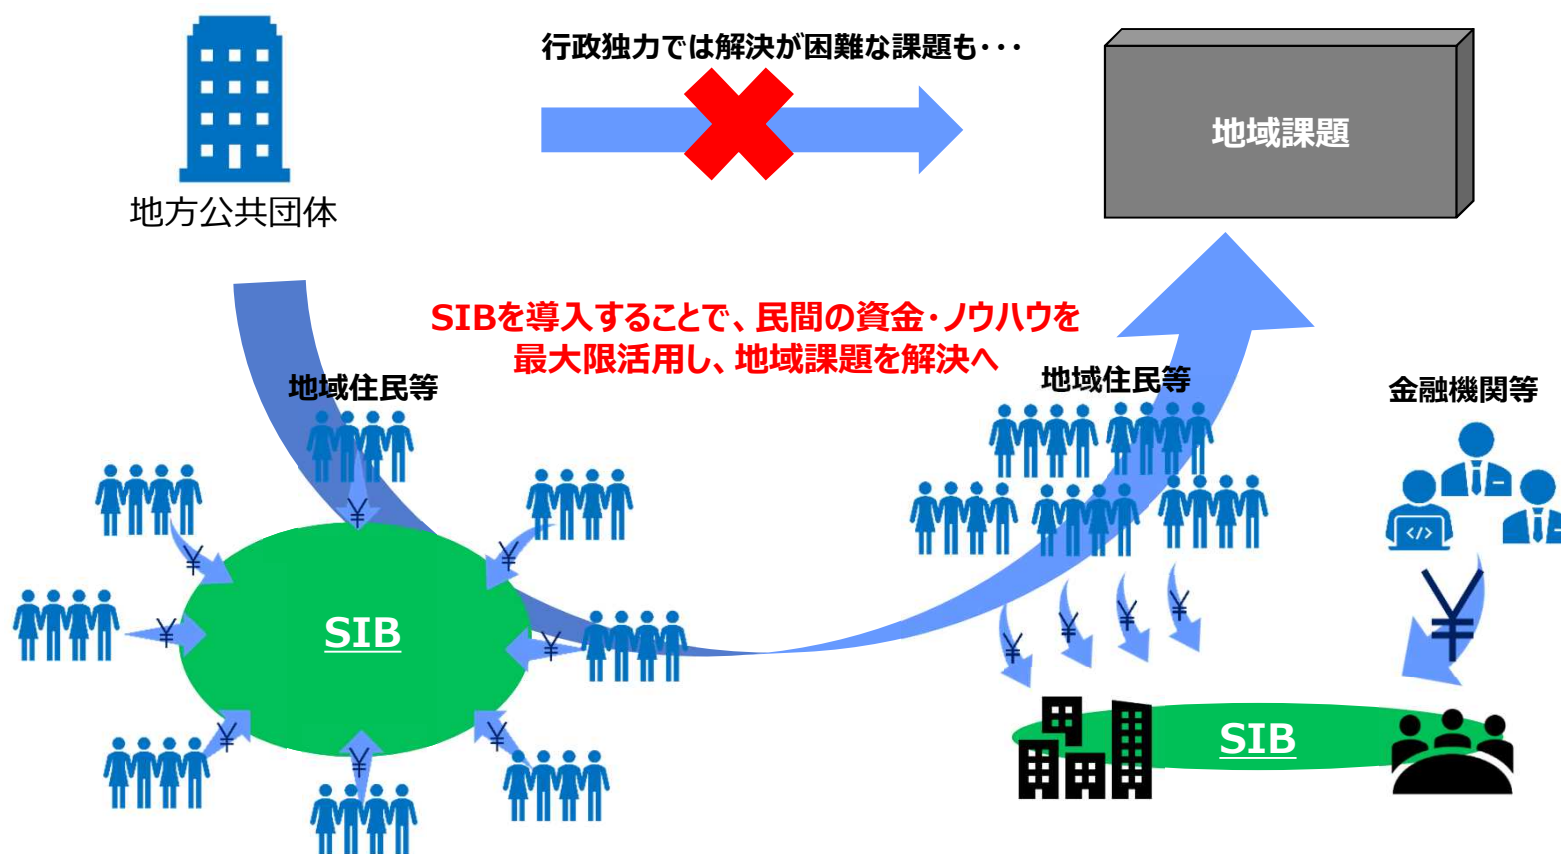 行政独力では解決が困難な課題も・・・
地域課題
地方公共団体
SIBを導入することで、民間の資金・ノウハウを
最大限活用し、地域課題を解決へ
地域住民等
地域住民等
金融機関等
</>
¥
¥
¥
¥
¥
¥
¥
¥
SIB
¥
¥
¥
¥
¥
SIB